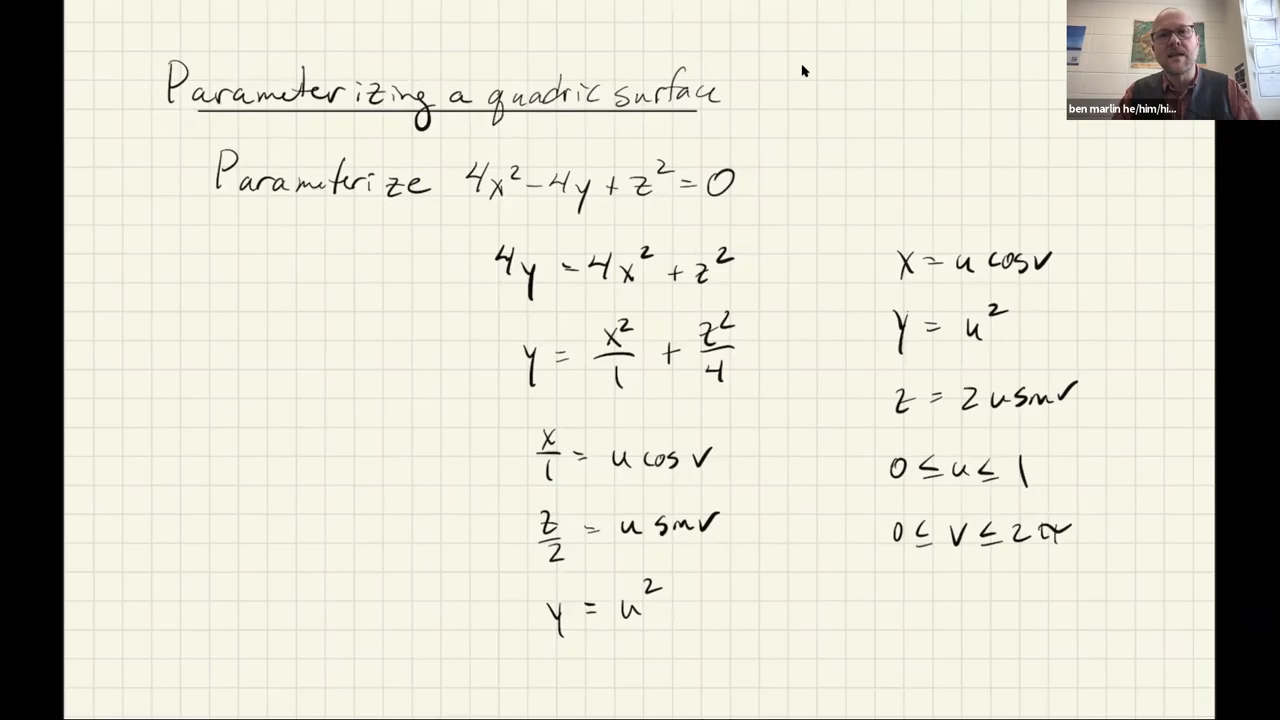 Parameterizing a quadric surface
Parameterize 4x² - 4y + z² = 0
4y = 4x² + z²
y = x²/1 + z²/4
x/1 = u cos v
z/2 = u sin v
y = u²
x = u cos v
y = u²
z = 2 u sin v
0 ≤ u ≤ 1
0 ≤ v ≤ 2π
ben marlin he/him/hi...